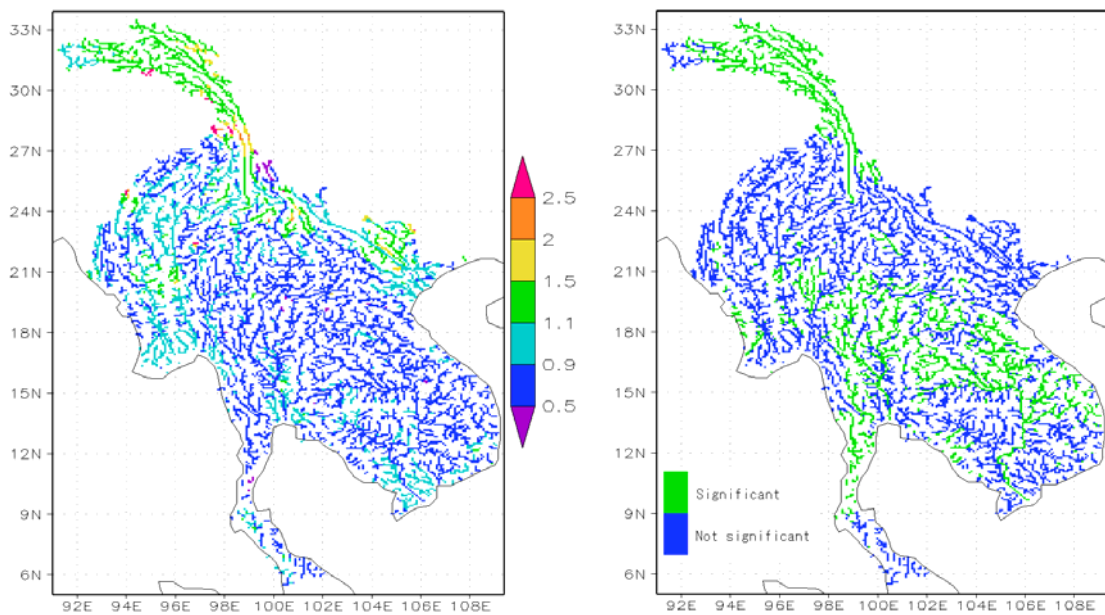 33N
30N
27N
24N
21N
18N
15N
12N
9N
6N
92E 94E 96E 98E 100E 102E 104E 106E 108E
2.5
2
1.5
1.1
0.9
0.5
33N
30N
27N
24N
21N
18N
15N
12N
9N
6N
Significant
Not significant
92E 94E 96E 98E 100E 102E 104E 106E 108E